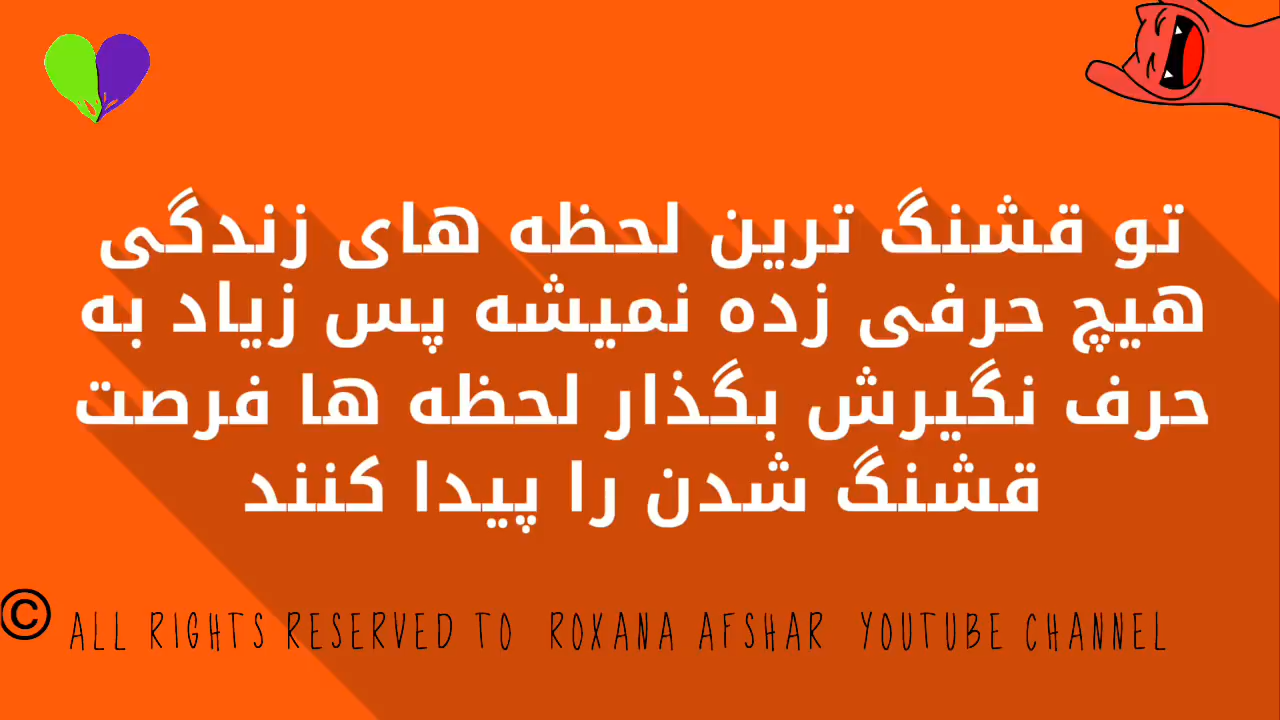 تو قشنگ ترین لحظه های زندگی
هیچ حرفی زده نمیشه پس زیاد به
حرف نگیرش بگذار لحظه ها فرصت
قشنگ شدن را پیدا کنند
© ALL RIGHTS RESERVED TO ROXANA AFSHAR YOUTUBE CHANNEL